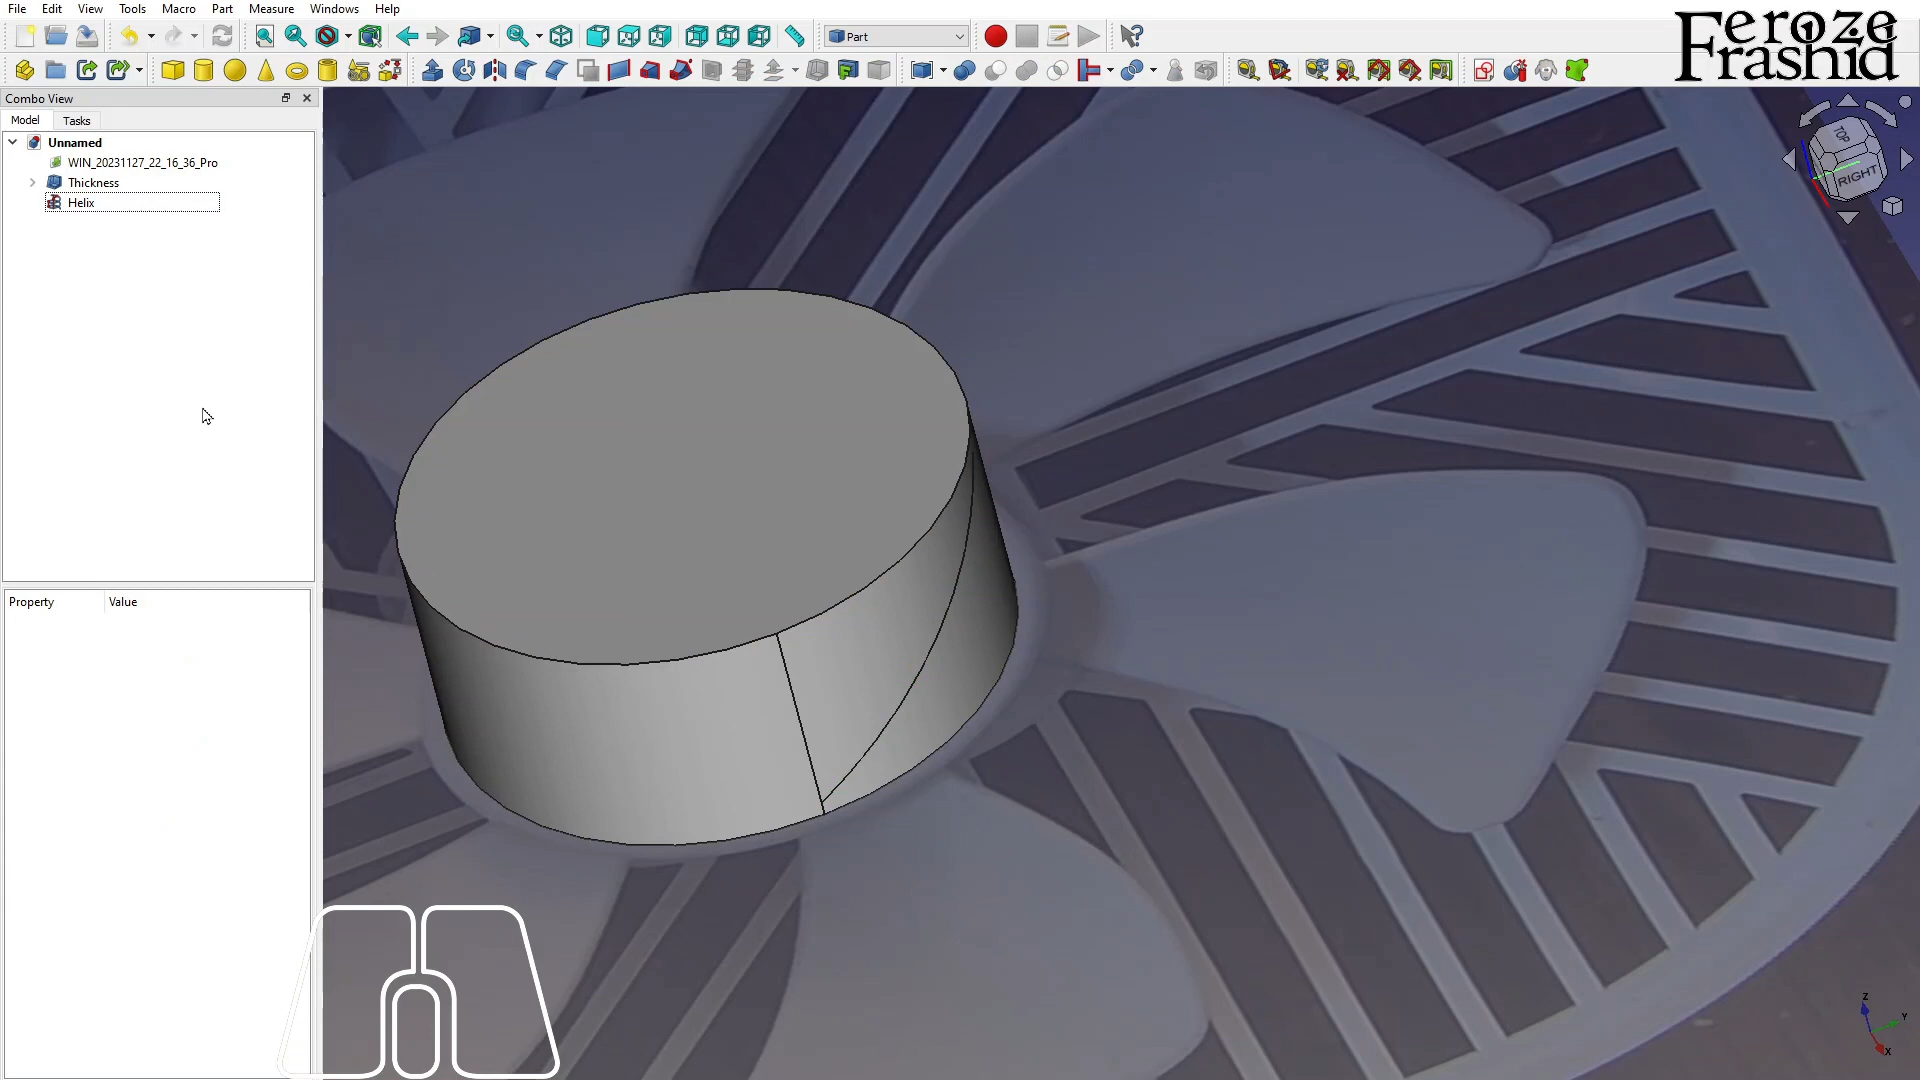 File Edit View Tools Macro Part Measure Windows Help
Part
Feroze
Frashid
Combo View
Model Tasks
Unnamed
WIN_20231127_22_16_36_Pro
Thickness
Helix
Property Value
TOP
RIGHT
Z
Y
X